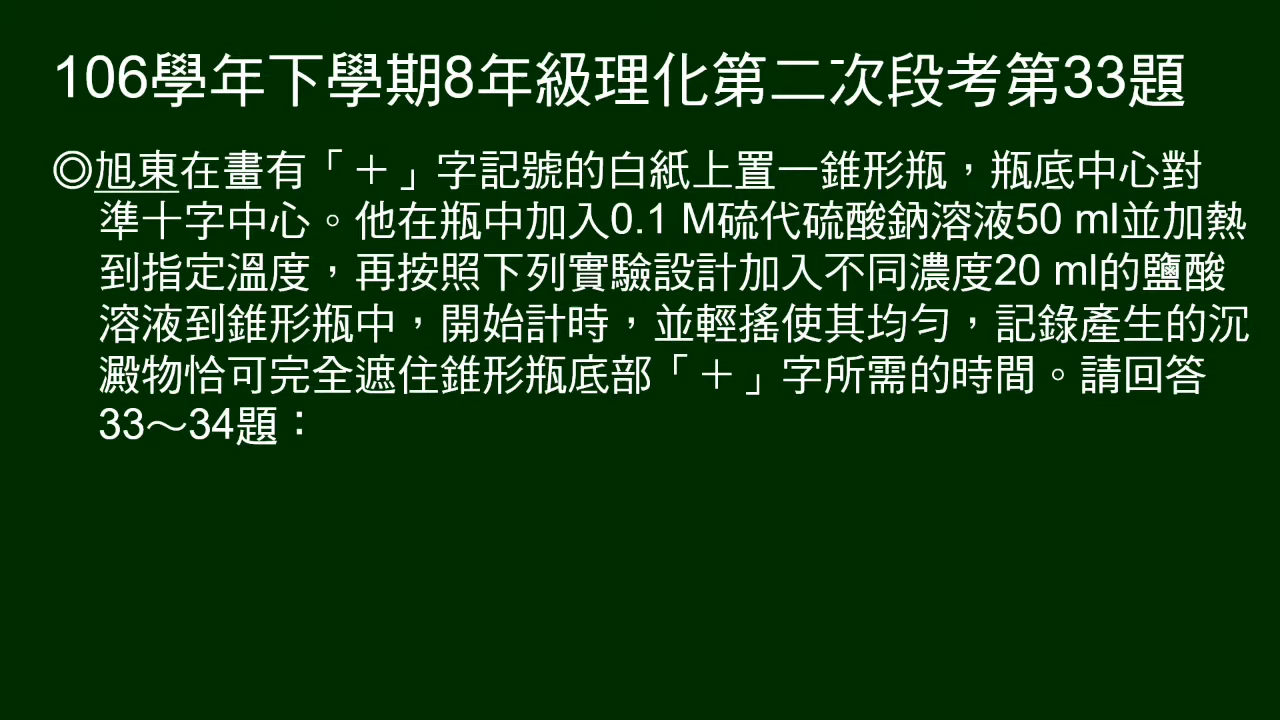 106學年下學期8年級理化第二次段考第33題
◎旭東在畫有「＋」字記號的白紙上置一錐形瓶，瓶底中心對
準十字中心。他在瓶中加入0.1 M硫代硫酸鈉溶液50 ml並加熱
到指定溫度，再按照下列實驗設計加入不同濃度20 ml的鹽酸
溶液到錐形瓶中，開始計時，並輕搖使其均勻，記錄產生的沉
澱物恰可完全遮住錐形瓶底部「＋」字所需的時間。請回答
33～34題：